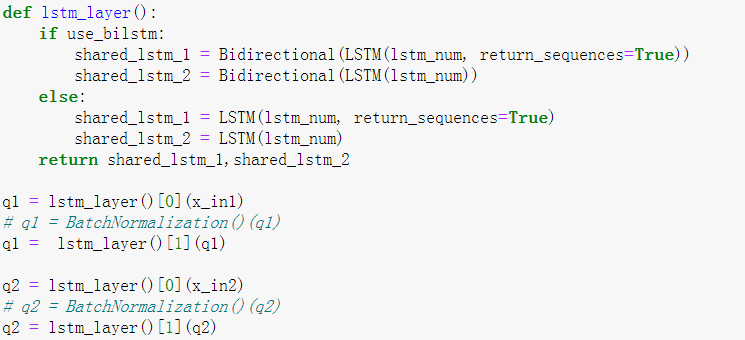 def lstm_layer():
    if use_bilstm:
        shared_lstm_1 = Bidirectional(LSTM(lstm_num, return_sequences=True))
        shared_lstm_2 = Bidirectional(LSTM(lstm_num))
    else:
        shared_lstm_1 = LSTM(lstm_num, return_sequences=True)
        shared_lstm_2 = LSTM(lstm_num)
    return shared_lstm_1,shared_lstm_2

q1 = lstm_layer()[0](x_in1)
# q1 = BatchNormalization()(q1)
q1 =  lstm_layer()[1](q1)

q2 = lstm_layer()[0](x_in2)
# q2 = BatchNormalization()(q2)
q2 = lstm_layer()[1](q2)